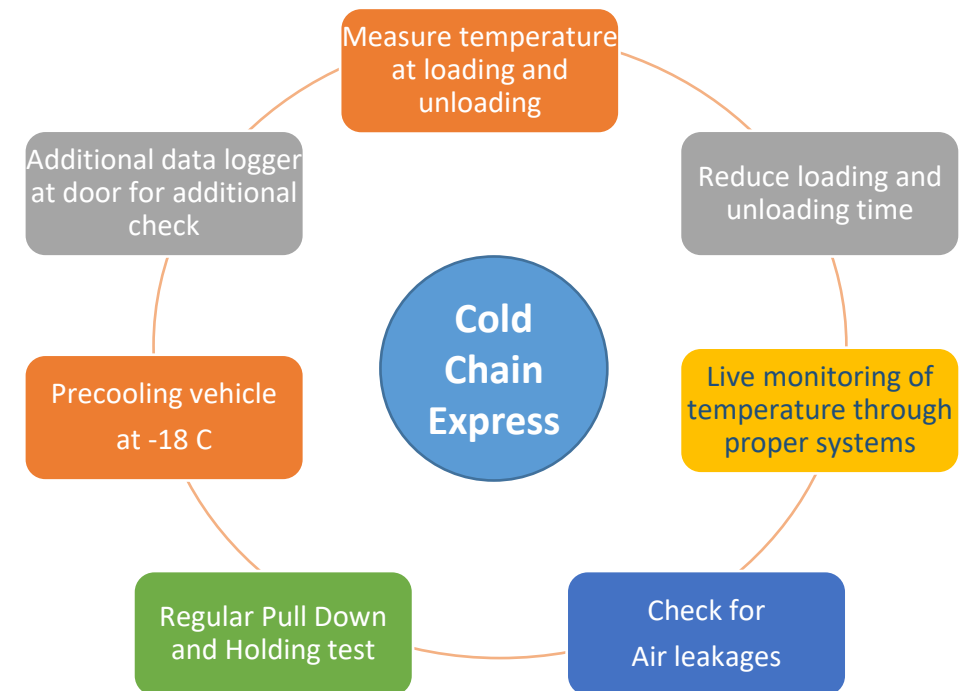 Measure temperature
at loading and
unloading
Reduce loading and
unloading time
Live monitoring of
temperature through
proper systems
Check for
Air leakages
Regular Pull Down
and Holding test
Precooling vehicle
at -18 C
Additional data logger
at door for additional
check
Cold
Chain
Express